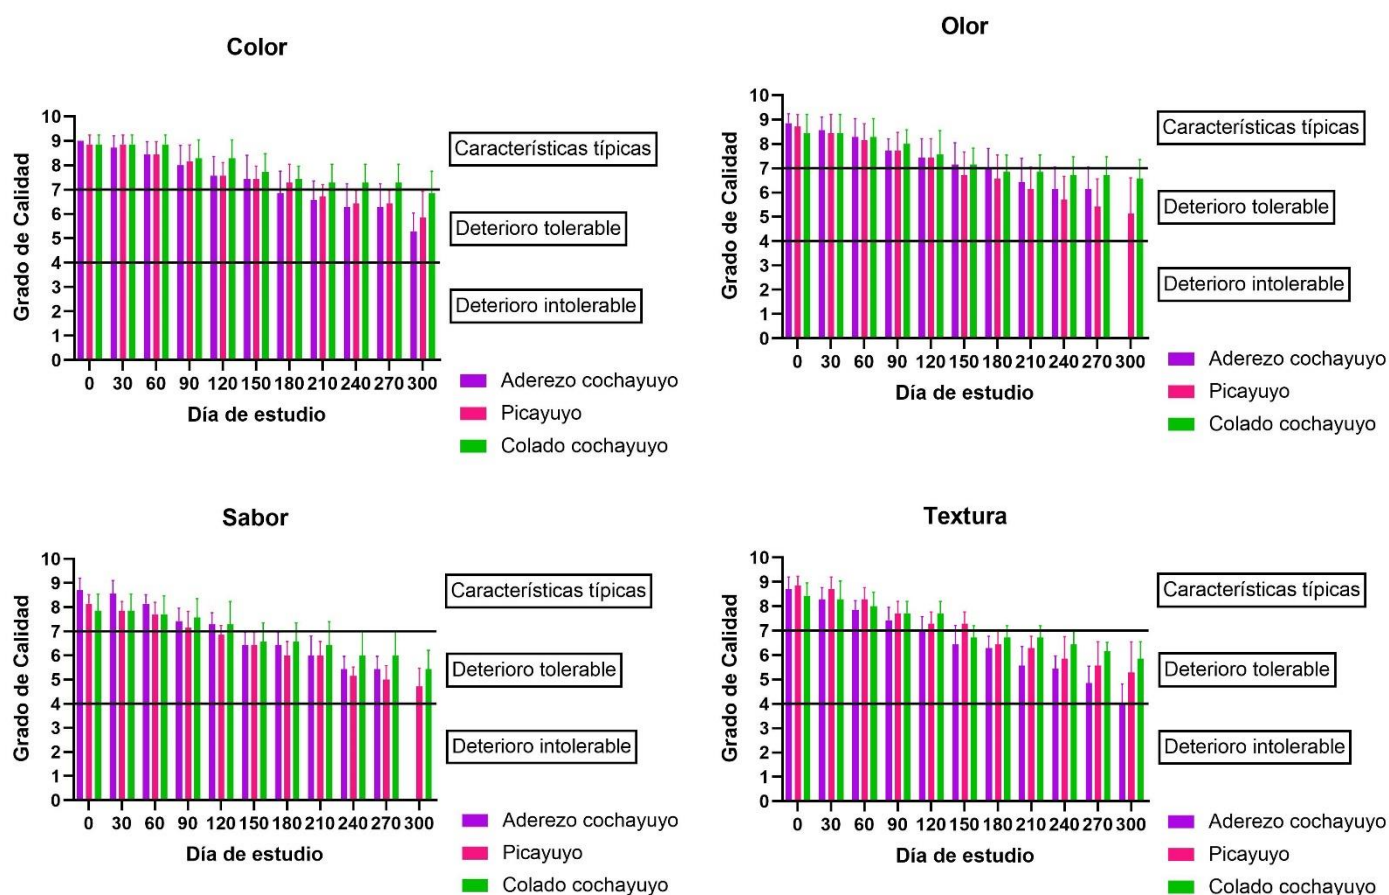 Color
Grado de Calidad
10
9
8
7
6
5
4
3
2
1
0
0 30 60 90 120 150 180 210 240 270 300
Día de estudio
Características típicas
Deterioro tolerable
Deterioro intolerable
Aderezo cochayuyo
Picayuyo
Colado cochayuyo
Olor
Grado de Calidad
10
9
8
7
6
5
4
3
2
1
0
0 30 60 90 120 150 180 210 240 270 300
Día de estudio
Características típicas
Deterioro tolerable
Deterioro intolerable
Aderezo cochayuyo
Picayuyo
Colado cochayuyo
Sabor
Grado de Calidad
10
9
8
7
6
5
4
3
2
1
0
0 30 60 90 120 150 180 210 240 270 300
Día de estudio
Características típicas
Deterioro tolerable
Deterioro intolerable
Aderezo cochayuyo
Picayuyo
Colado cochayuyo
Textura
Grado de Calidad
10
9
8
7
6
5
4
3
2
1
0
0 30 60 90 120 150 180 210 240 270 300
Día de estudio
Características típicas
Deterioro tolerable
Deterioro intolerable
Aderezo cochayuyo
Picayuyo
Colado cochayuyo